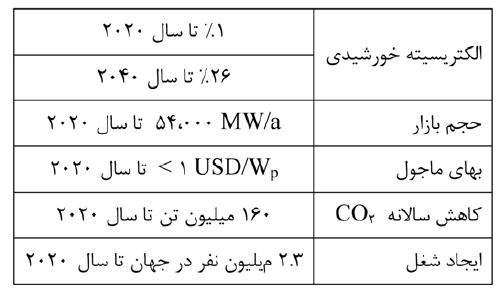 الکتریسیته خورشیدی
۱٪ تا سال ۲۰۲۰
۲۶٪ تا سال ۲۰۴۰
حجم بازار
۵۴،۰۰۰ MW/a تا سال ۲۰۲۰
بهای ماجول
< ۱ USD/Wp تا سال ۲۰۲۰
کاهش سالانه CO۲
۱۶۰ میلیون تن تا سال ۲۰۲۰
ایجاد شغل
۲.۳ میلیون نفر در جهان تا سال ۲۰۲۰